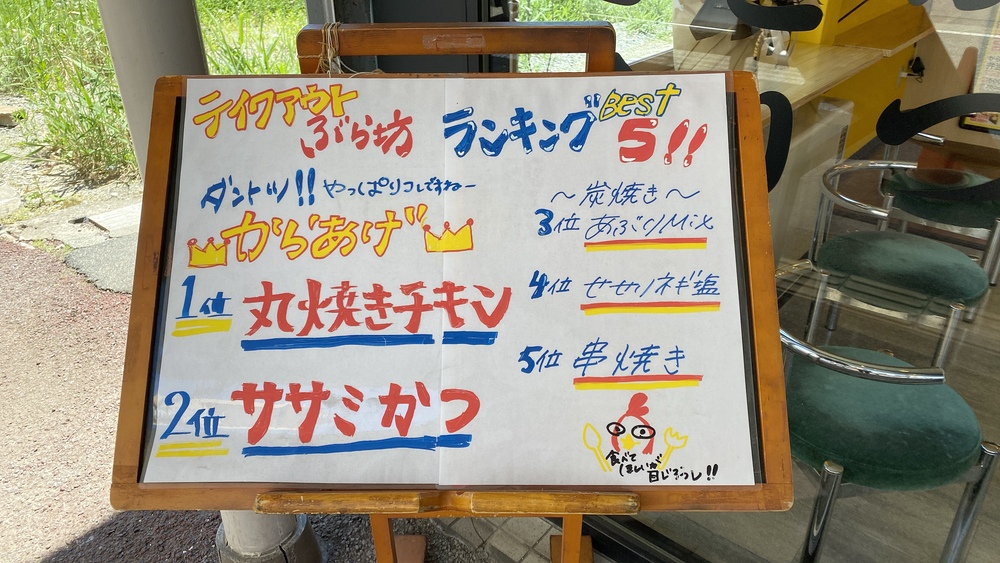 テイクアウト
ぶら坊
ランキング BEST 5!!
ダントツ!! やっぱりコレですねー
からあげ
1位 丸焼きチキン
2位 ササミかつ
〜炭焼き〜
3位 あぶりMix
4位 せせりネギ塩
5位 串焼き
食べて
ほしいが
目じるし!!